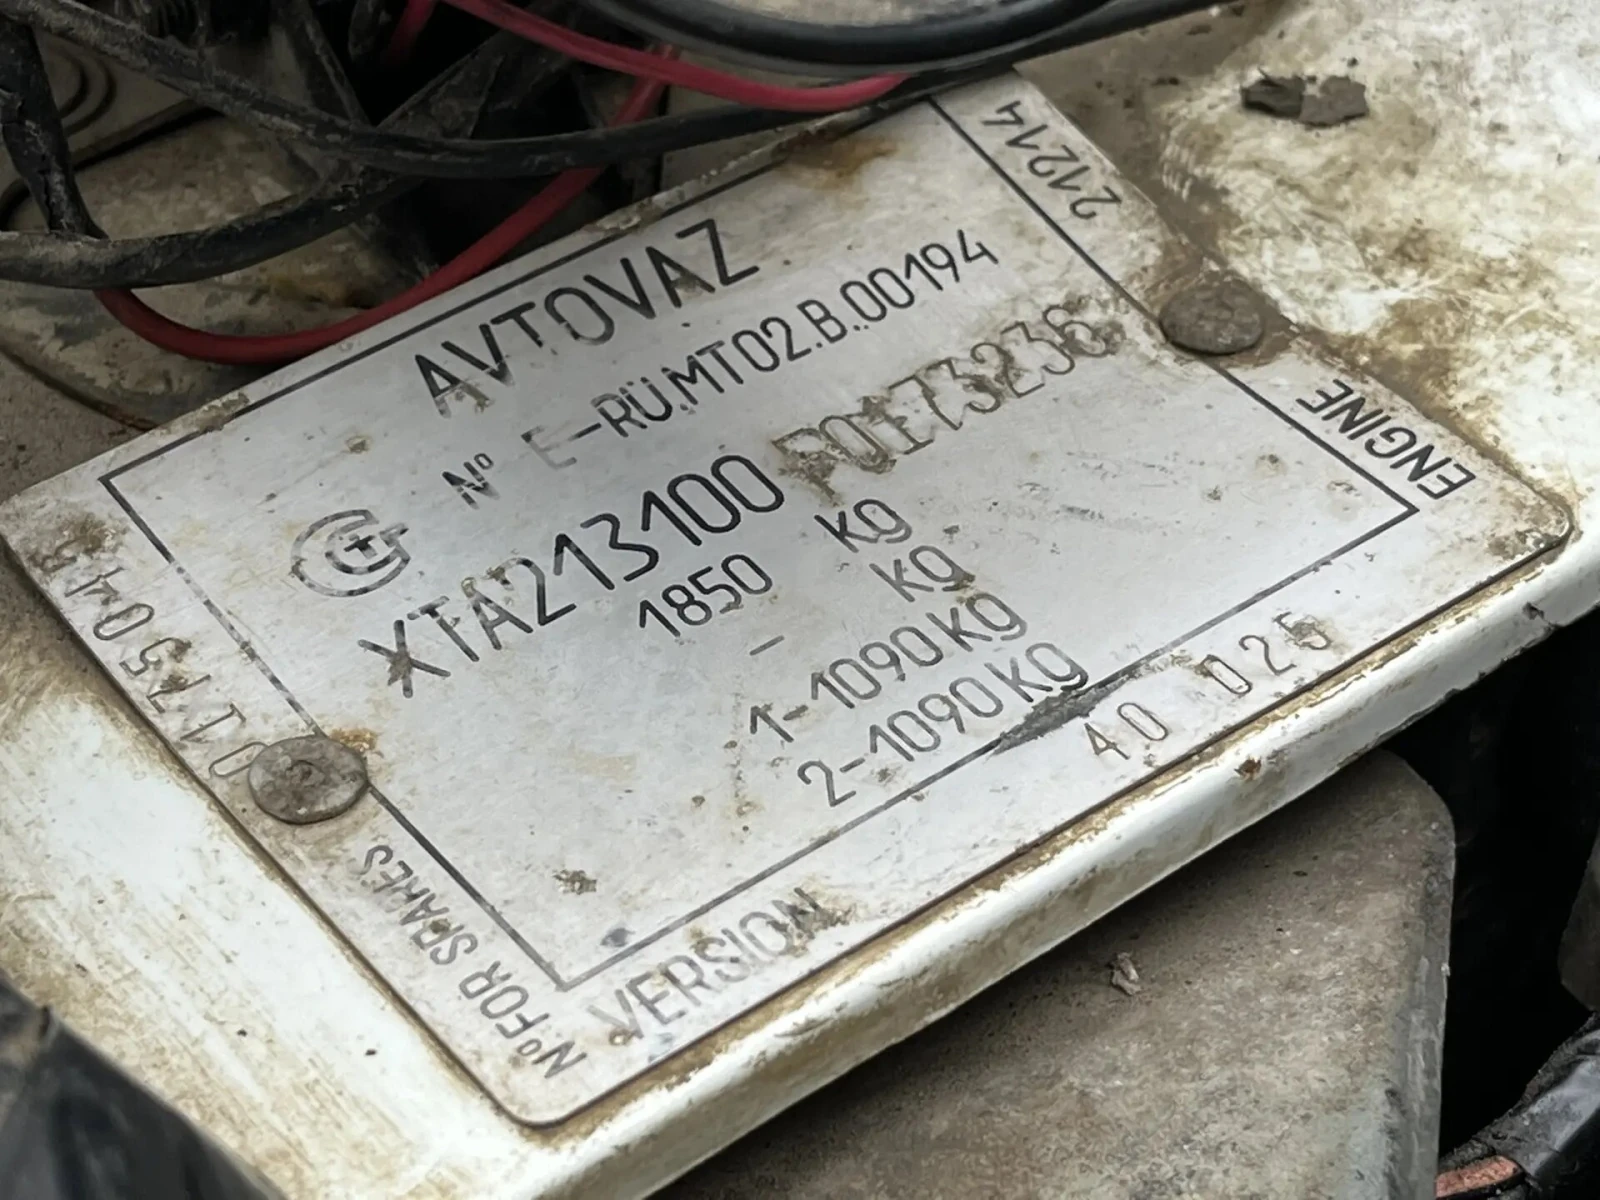 AVTOVAZ
№ E-RU.MT02.B.00194
XTA213100 F0173236
1850 kg
- kg
1-1090 kg
2-1090 kg
ENGINE 21214
VERSION 40 025
№ FOR SPARES